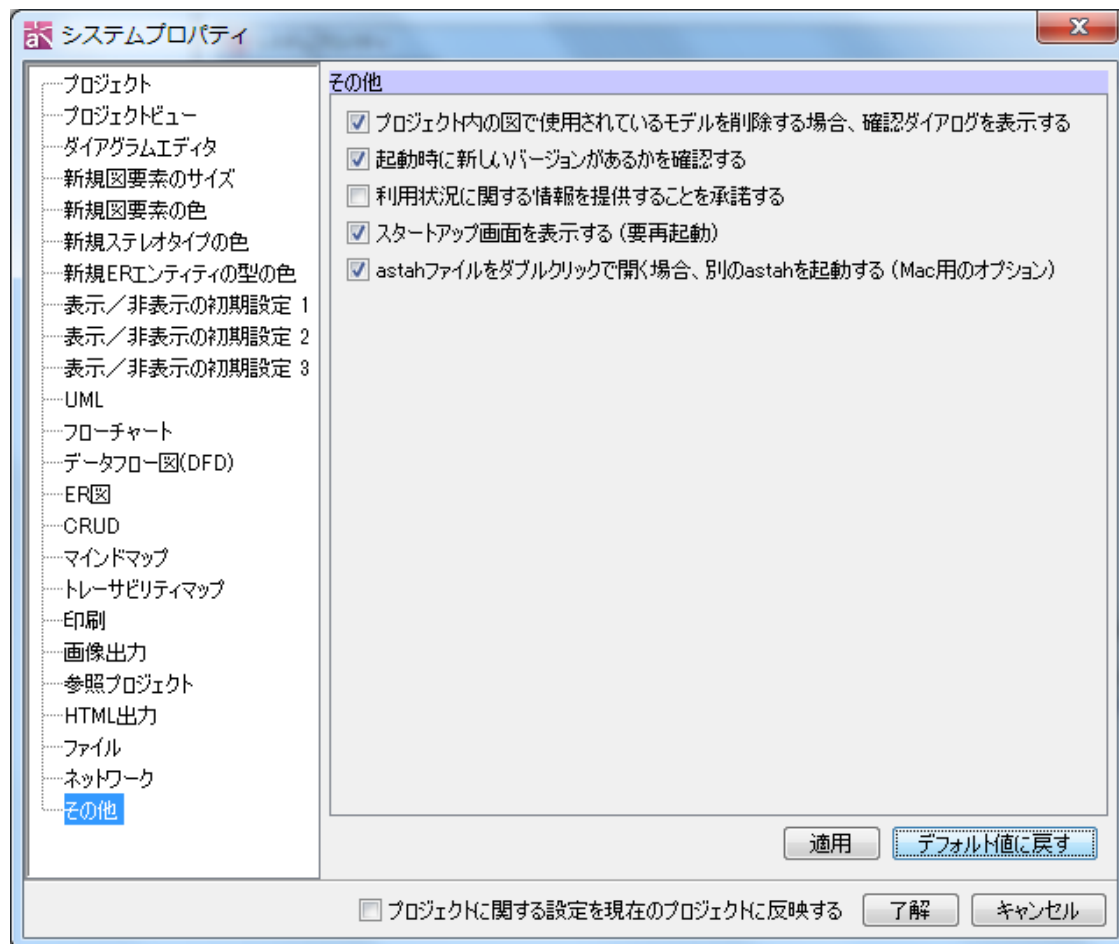 システムプロパティ
プロジェクト
プロジェクトビュー
ダイアグラムエディタ
新規図要素のサイズ
新規図要素の色
新規ステレオタイプの色
新規ERエンティティの型の色
表示／非表示の初期設定 1
表示／非表示の初期設定 2
表示／非表示の初期設定 3
UML
フローチャート
データフロー図(DFD)
ER図
CRUD
マインドマップ
トレーサビリティマップ
印刷
画像出力
参照プロジェクト
HTML出力
ファイル
ネットワーク
その他
その他
プロジェクト内の図で使用されているモデルを削除する場合、確認ダイアログを表示する
起動時に新しいバージョンがあるかを確認する
利用状況に関する情報を提供することを承諾する
スタートアップ画面を表示する（要再起動）
astahファイルをダブルクリックで開く場合、別のastahを起動する（Mac用のオプション）
適用 デフォルト値に戻す
プロジェクトに関する設定を現在のプロジェクトに反映する 了解 キャンセル